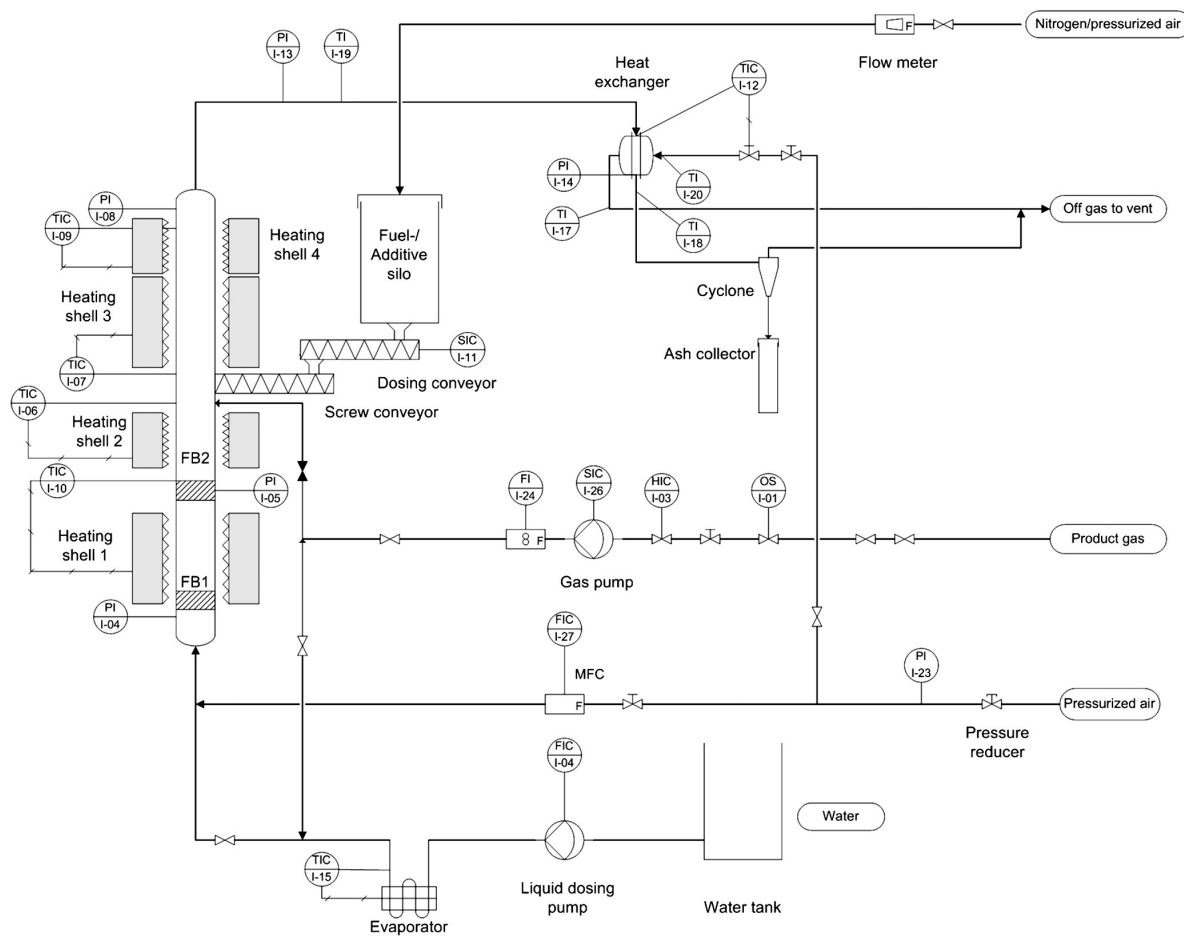 Nitrogen/pressurized air
F
Flow meter
PI
I-13
TI
I-19
Heat
exchanger
TIC
I-12
PI
I-14
TI
I-20
TI
I-17
TI
I-18
Off gas to vent
PI
I-08
TIC
I-09
Heating
shell 4
Fuel-/
Additive
silo
Cyclone
Heating
shell 3
SIC
I-11
Ash collector
TIC
I-07
Dosing conveyor
TIC
I-06
Screw conveyor
Heating
shell 2
FB2
TIC
I-10
PI
I-05
FI
I-24
SIC
I-26
HIC
I-03
OS
I-01
Heating
shell 1
8 F
Product gas
Gas pump
FB1
PI
I-04
FIC
I-27
MFC
F
PI
I-23
Pressurized air
Pressure
reducer
FIC
I-04
Water
TIC
I-15
Liquid dosing
pump
Water tank
Evaporator